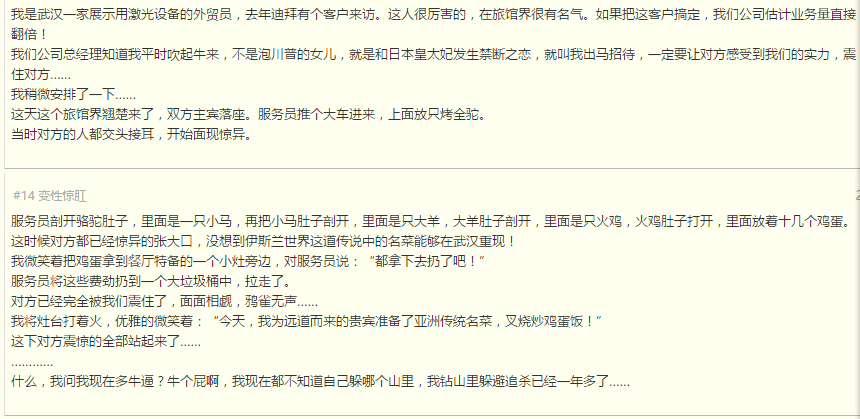 我是武汉一家展示用激光设备的外贸员，去年迪拜有个客户来访。这人很厉害的，在旅馆界很有名气。如果把这客户搞定，我们公司估计业务量直接
翻倍！
我们公司总经理知道我平时吹起牛来，不是泡川普的女儿，就是和日本皇太妃发生禁断之恋，就叫我出马招待，一定要让对方感受到我们的实力，震
住对方......
我稍微安排了一下......
这天这个旅馆界翘楚来了，双方主宾落座。服务员推个大车进来，上面放只烤全驼。
当时对方的人都交头接耳，开始面现惊异。
#14 变性惊肛
服务员剖开骆驼肚子，里面是一只小马，再把小马肚子剖开，里面是只大羊，大羊肚子剖开，里面是只火鸡，火鸡肚子打开，里面放着十几个鸡蛋。
这时候对方都已经惊异的张大口，没想到伊斯兰世界这道传说中的名菜能够在武汉重现！
我微笑着把鸡蛋拿到餐厅特备的一个小灶旁边，对服务员说：“都拿下去扔了吧！”
服务员将这些费劲扔到一个大垃圾桶中，拉走了。
对方已经完全被我们震住了，面面相觑，鸦雀无声......
我将灶台打着火，优雅的微笑着：“今天，我为远道而来的贵宾准备了亚洲传统名菜，叉烧炒鸡蛋饭！”
这下对方震惊的全部站起来了......
............
什么，我问我现在多牛逼？牛个屁啊，我现在都不知道自己躲哪个山里，我钻山里躲避追杀已经一年多了......